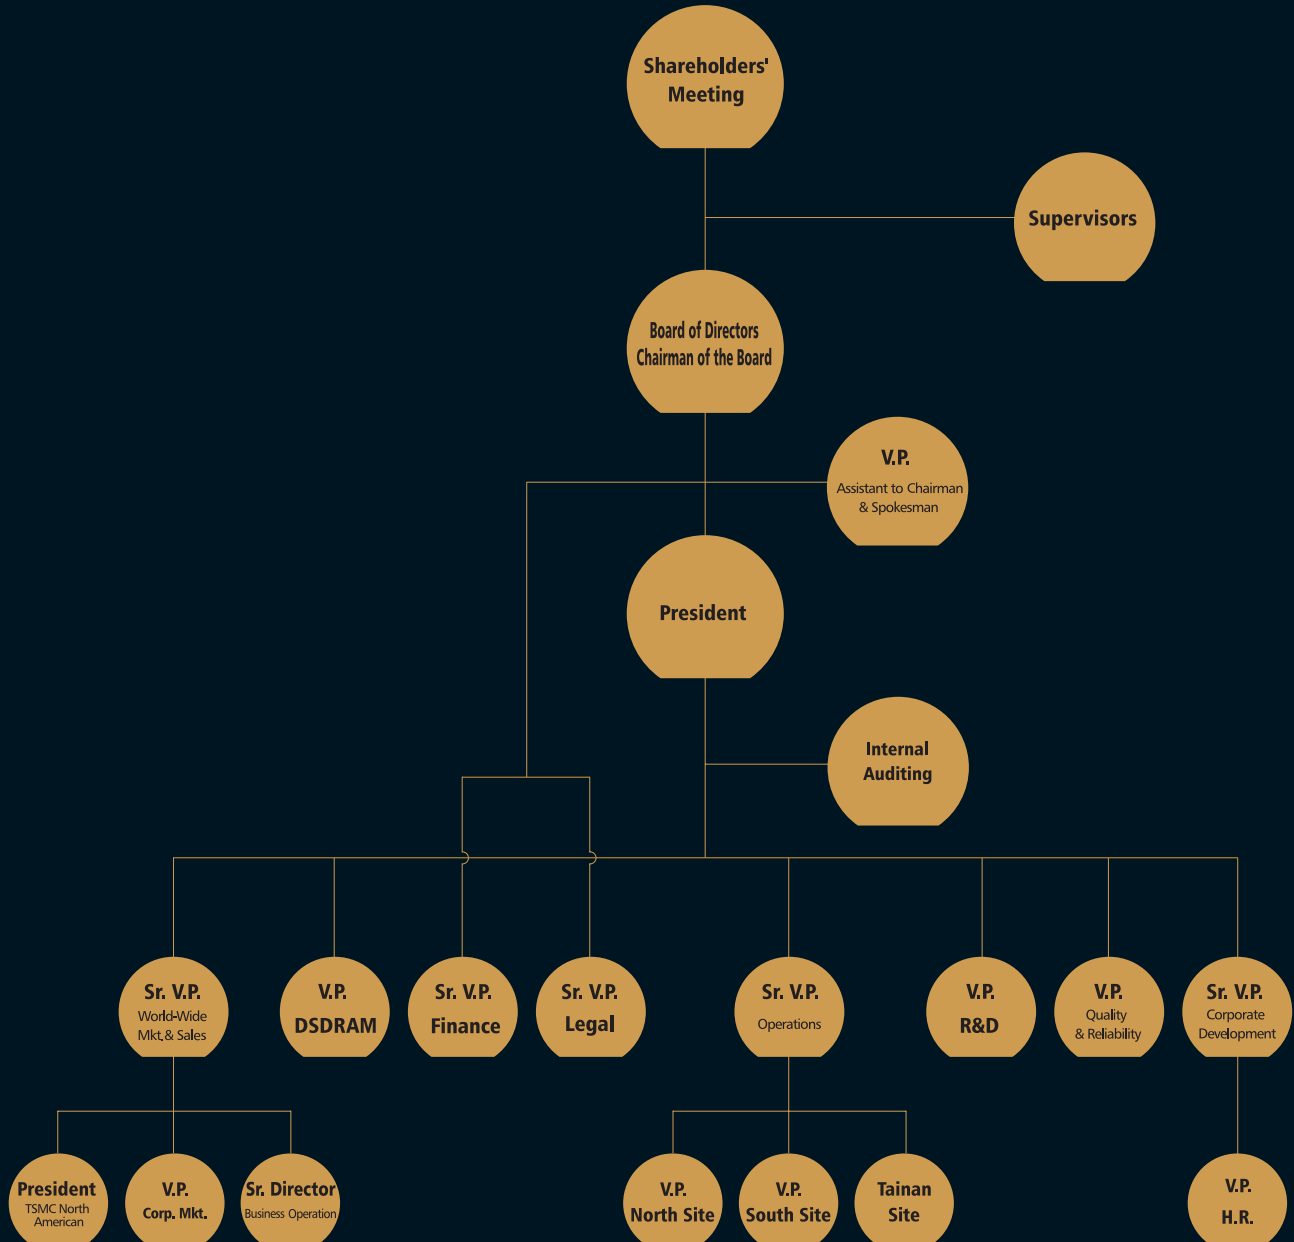 Shareholders'
Meeting
Supervisors
Board of Directors
Chairman of the Board
V.P.
Assistant to Chairman
& Spokesman
President
Internal
Auditing
Sr. V.P.
World-Wide
Mkt. & Sales
V.P.
DSDRAM
Sr. V.P.
Finance
Sr. V.P.
Legal
Sr. V.P.
Operations
V.P.
R&D
V.P.
Quality
& Reliability
Sr. V.P.
Corporate
Development
President
TSMC North
American
V.P.
Corp. Mkt.
Sr. Director
Business Operation
V.P.
North Site
V.P.
South Site
Tainan
Site
V.P.
H.R.